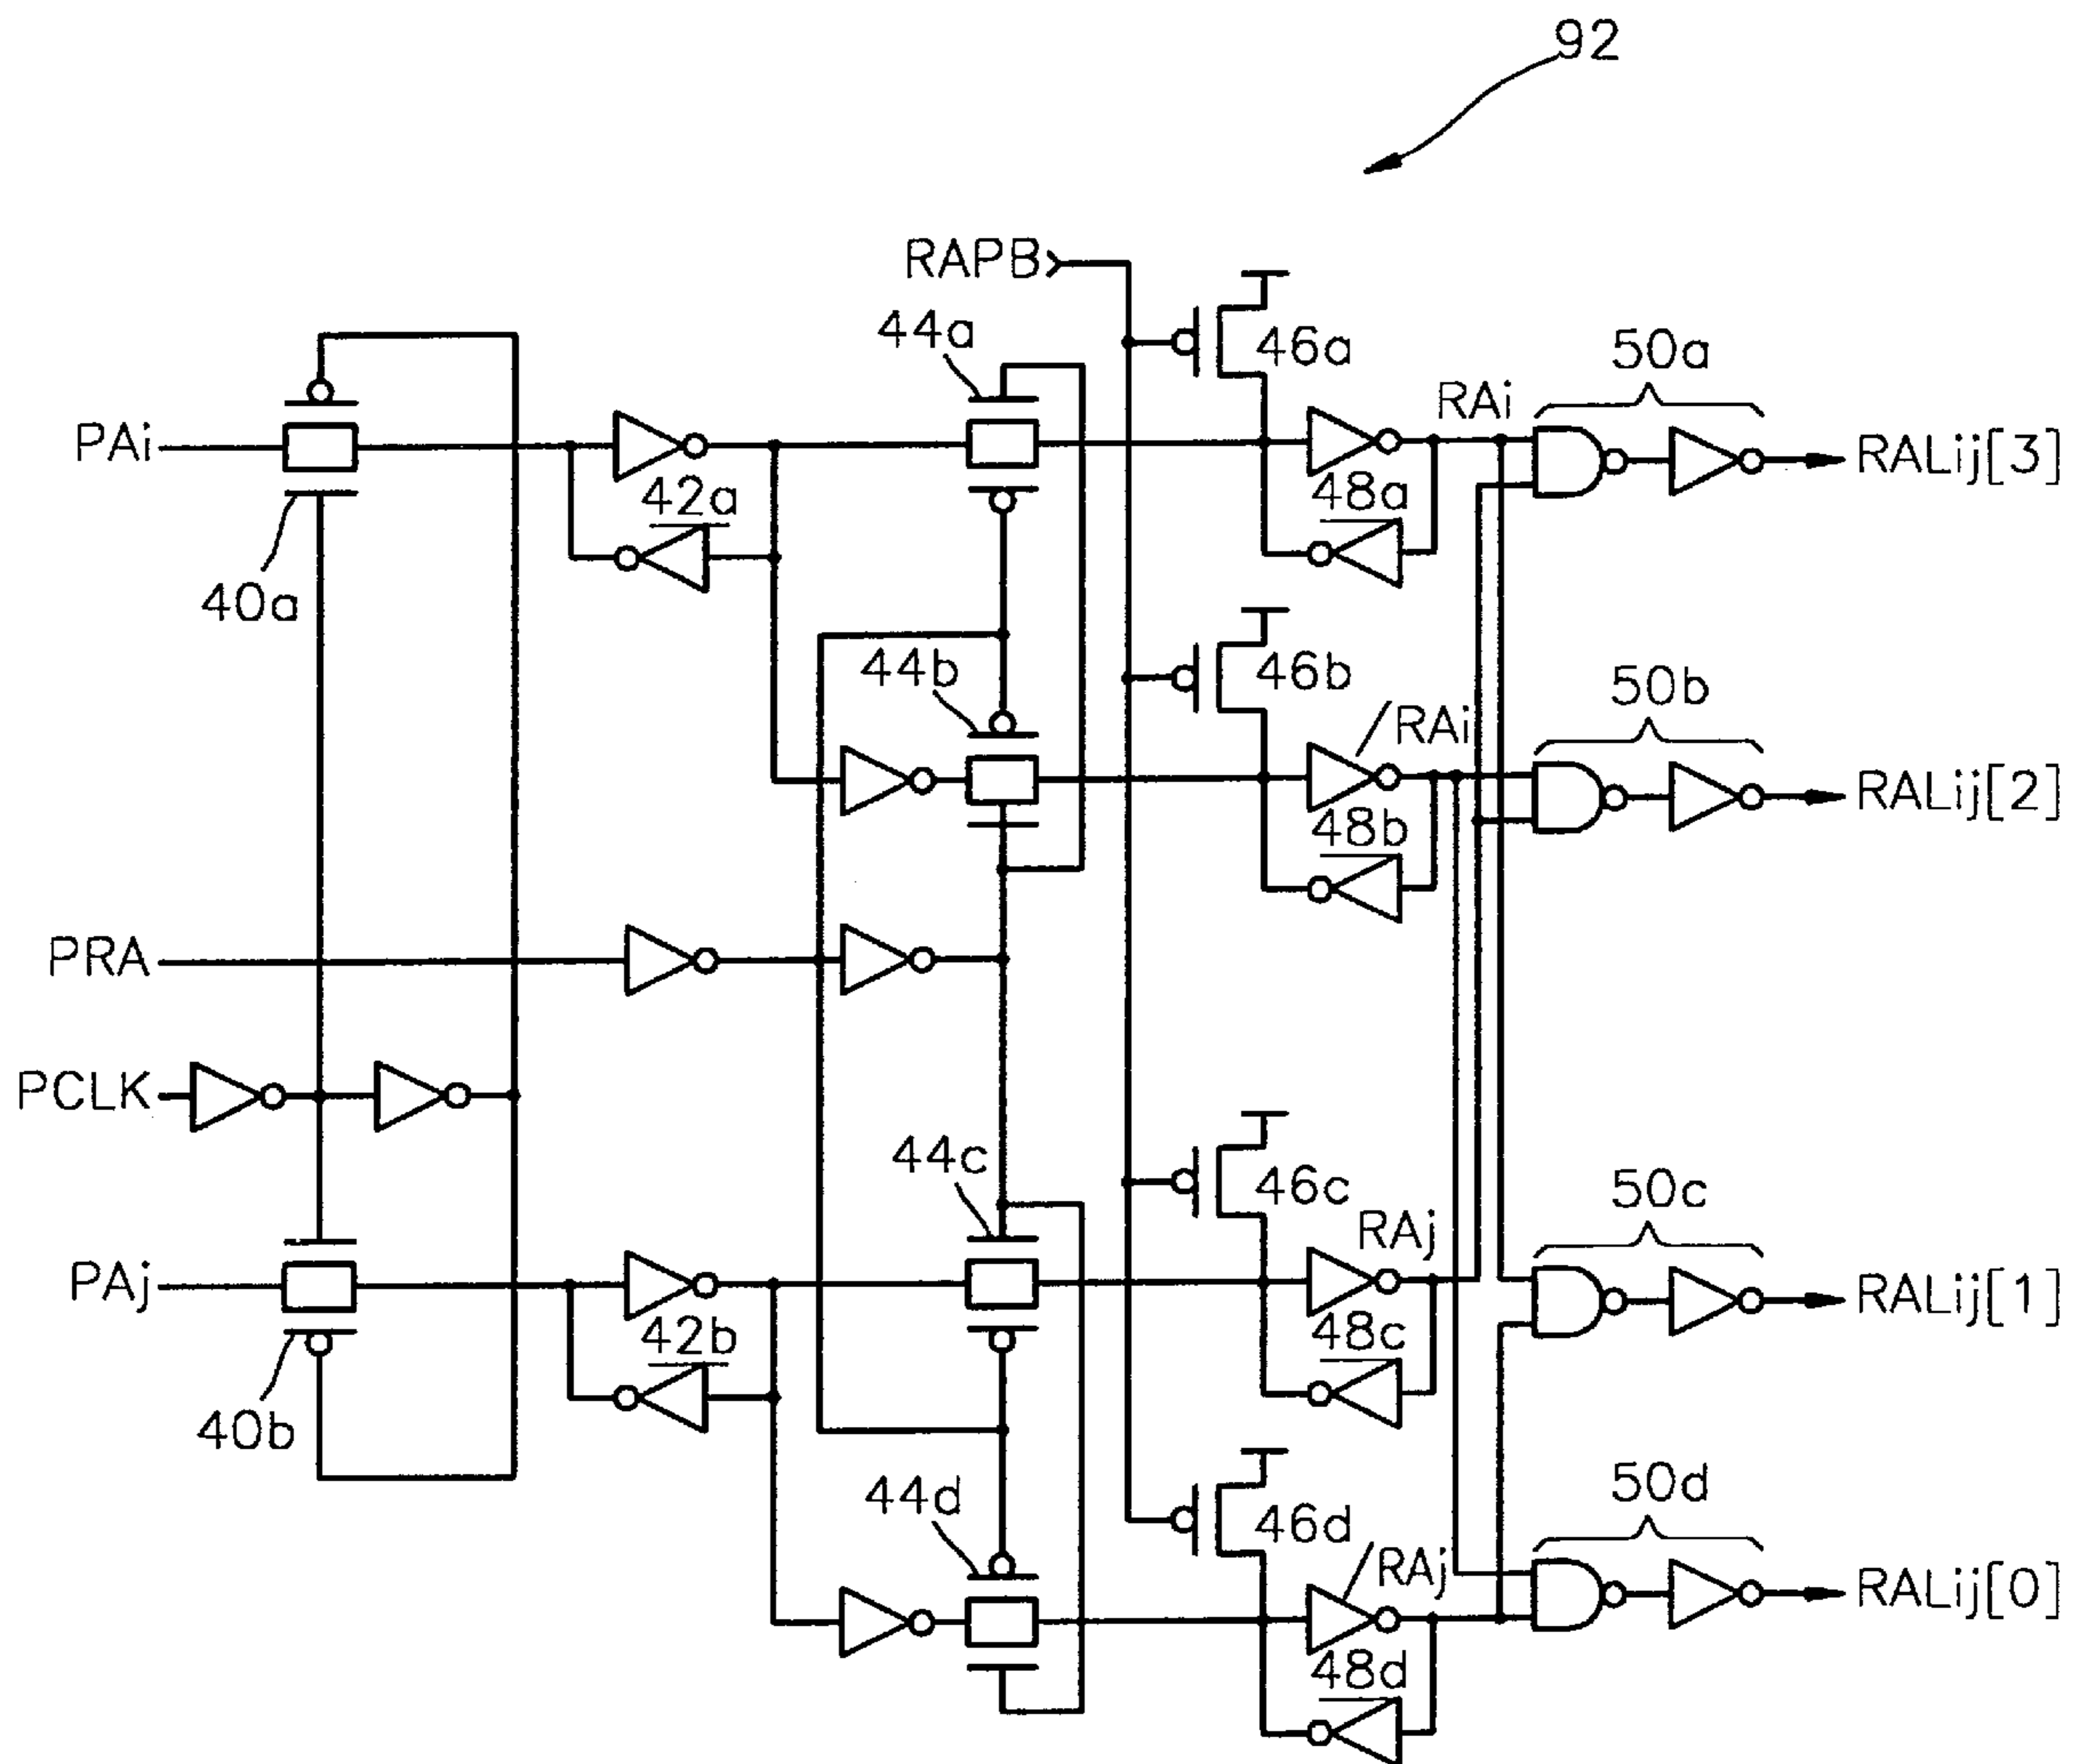 92
RAPB
44a
46a
50a
RAi
PAi
RALij[3]
42a
48a
40a
44b
46b
50b
/RAi
RALij[2]
48b
PRA
PCLK
44c
46c
50c
RAj
PAj
RALij[1]
42b
48c
40b
44d
46d
50d
/RAj
RALij[0]
48d